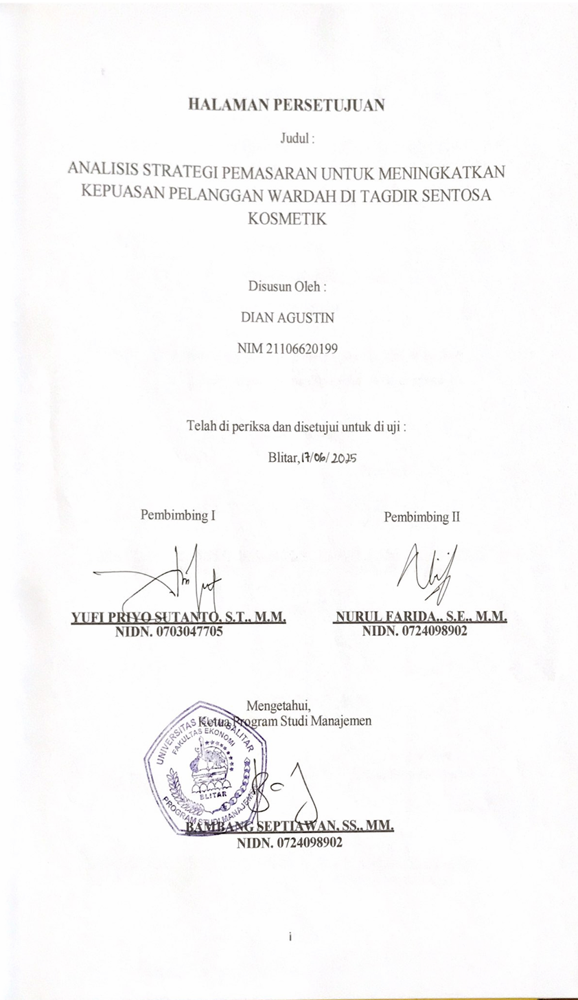 HALAMAN PERSETUJUAN
Judul :
ANALISIS STRATEGI PEMASARAN UNTUK MENINGKATKAN
KEPUASAN PELANGGAN WARDAH DI TAGDIR SENTOSA
KOSMETIK
Disusun Oleh :
DIAN AGUSTIN
NIM 21106620199
Telah di periksa dan disetujui untuk di uji :
Blitar, 17/06/2025
Pembimbing I
Pembimbing II
YUFI PRIYO SUTANTO, S.T., M.M.
NIDN. 0703047705
NURUL FARIDA., S.E., M.M.
NIDN. 0724098902
Mengetahui,
Ketua Program Studi Manajemen
UNIVERSITAS ISLAM BALITAR
FAKULTAS EKONOMI
BLITAR
PROGRAM STUDI MANAJEMEN
BAMBANG SEPTIAWAN, SS., MM.
NIDN. 0724098902
i